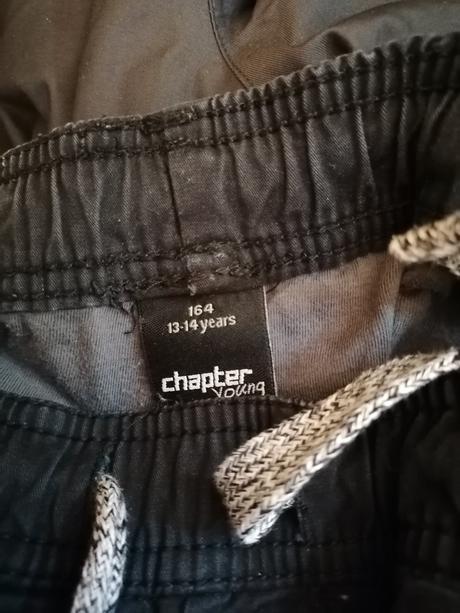 164
13-14 years
chapter
young